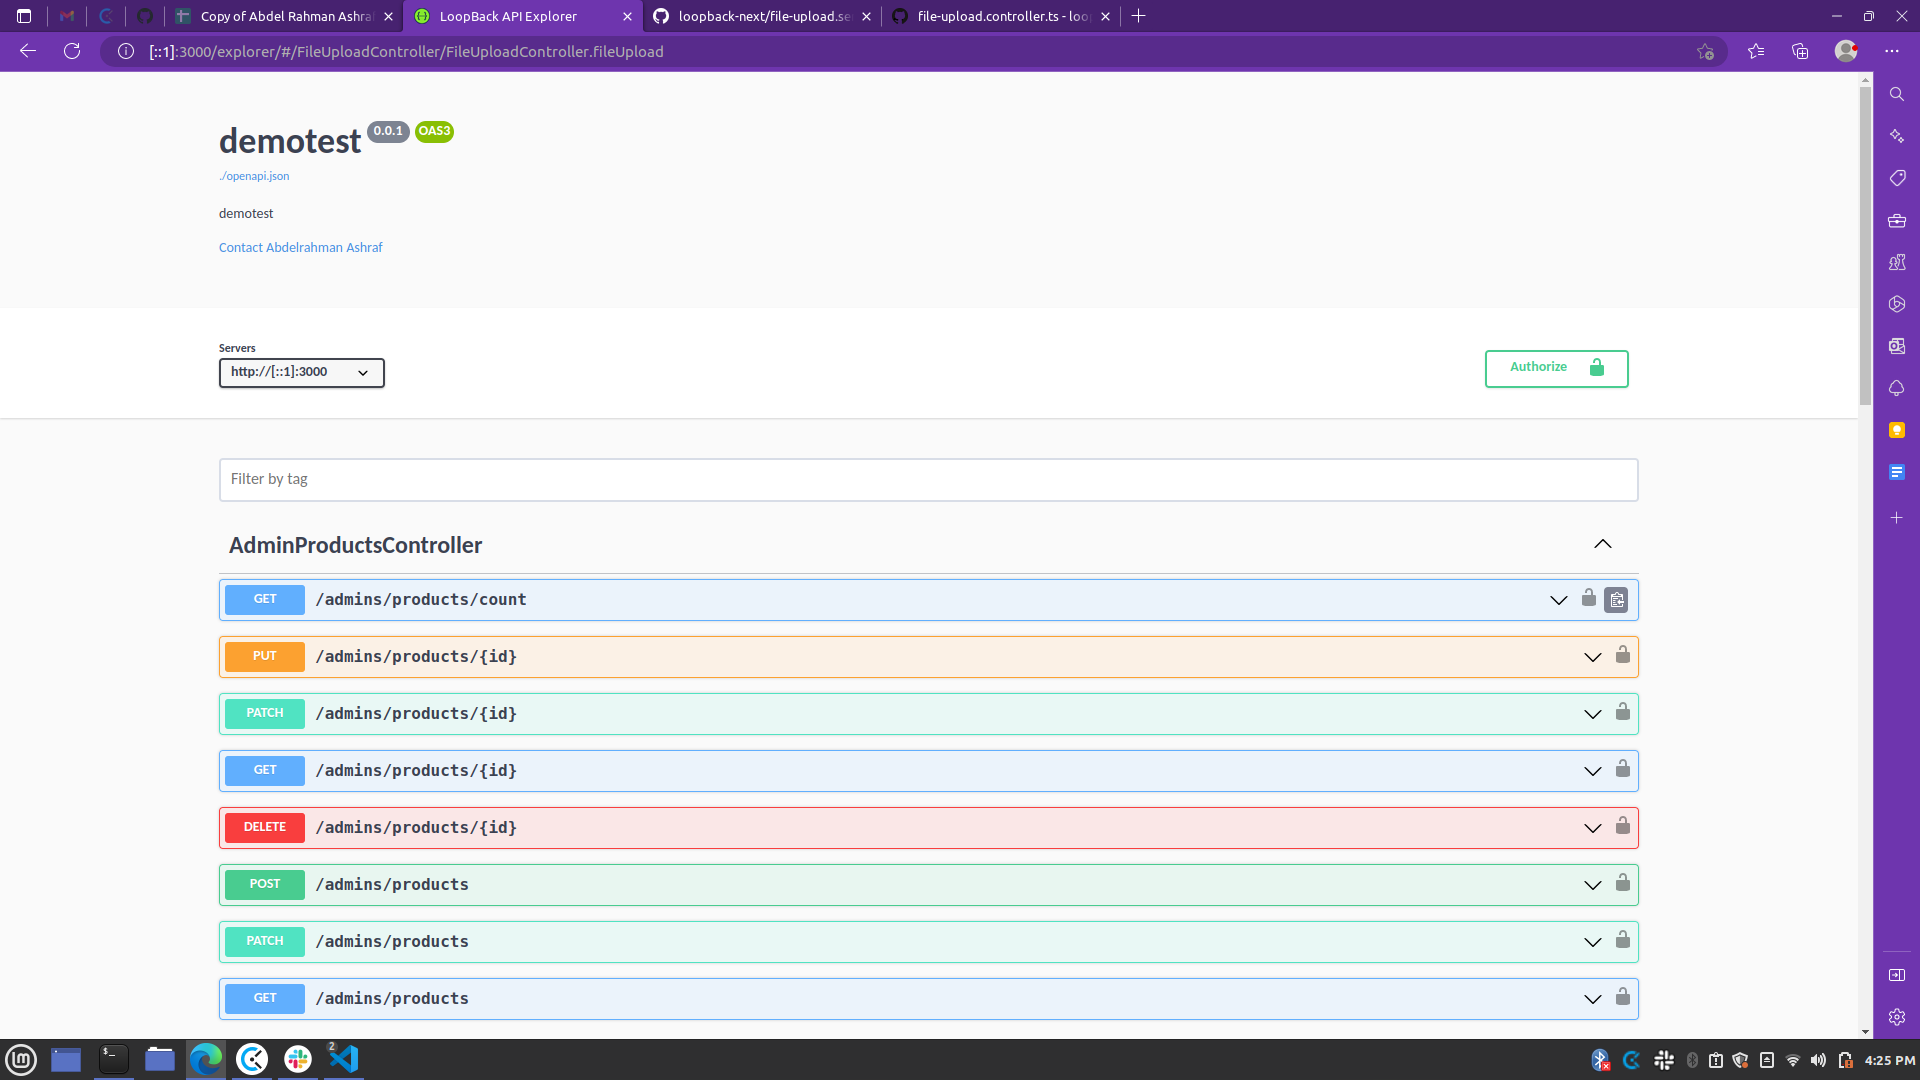 Copy of Abdel Rahman Ashra
LoopBack API Explorer
loopback-next/file-upload.se
file-upload.controller.ts - loo
[::1]:3000/explorer/#/FileUploadController/FileUploadController.fileUpload
demotest 0.0.1 OAS3
./openapi.json
demotest
Contact Abdelrahman Ashraf
Servers
http://[::1]:3000
Authorize
Filter by tag
AdminProductsController
GET /admins/products/count
PUT /admins/products/{id}
PATCH /admins/products/{id}
GET /admins/products/{id}
DELETE /admins/products/{id}
POST /admins/products
PATCH /admins/products
GET /admins/products
2
4:25 PM